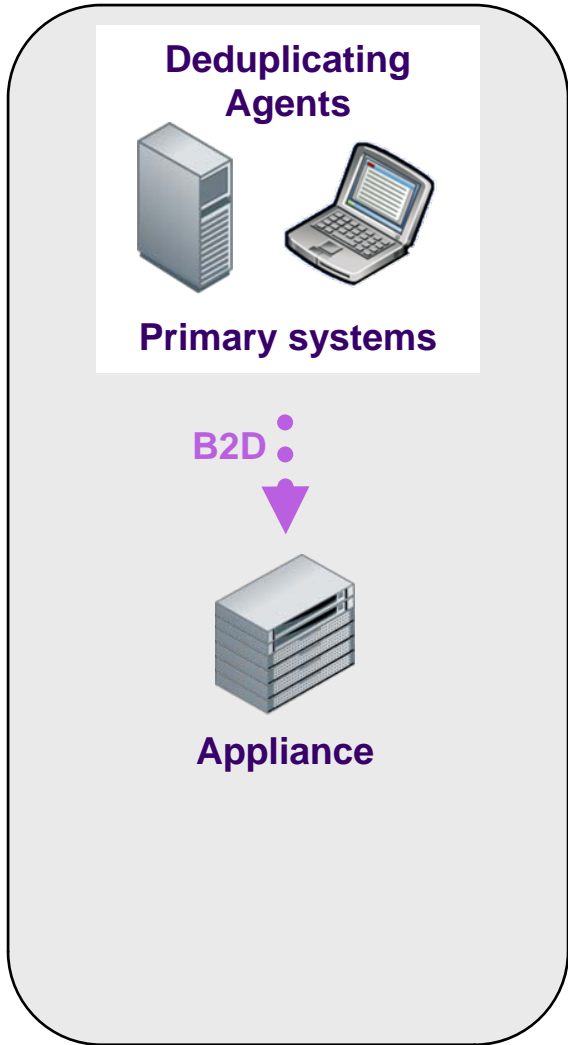 Deduplicating
Agents
Primary systems
B2D
Appliance